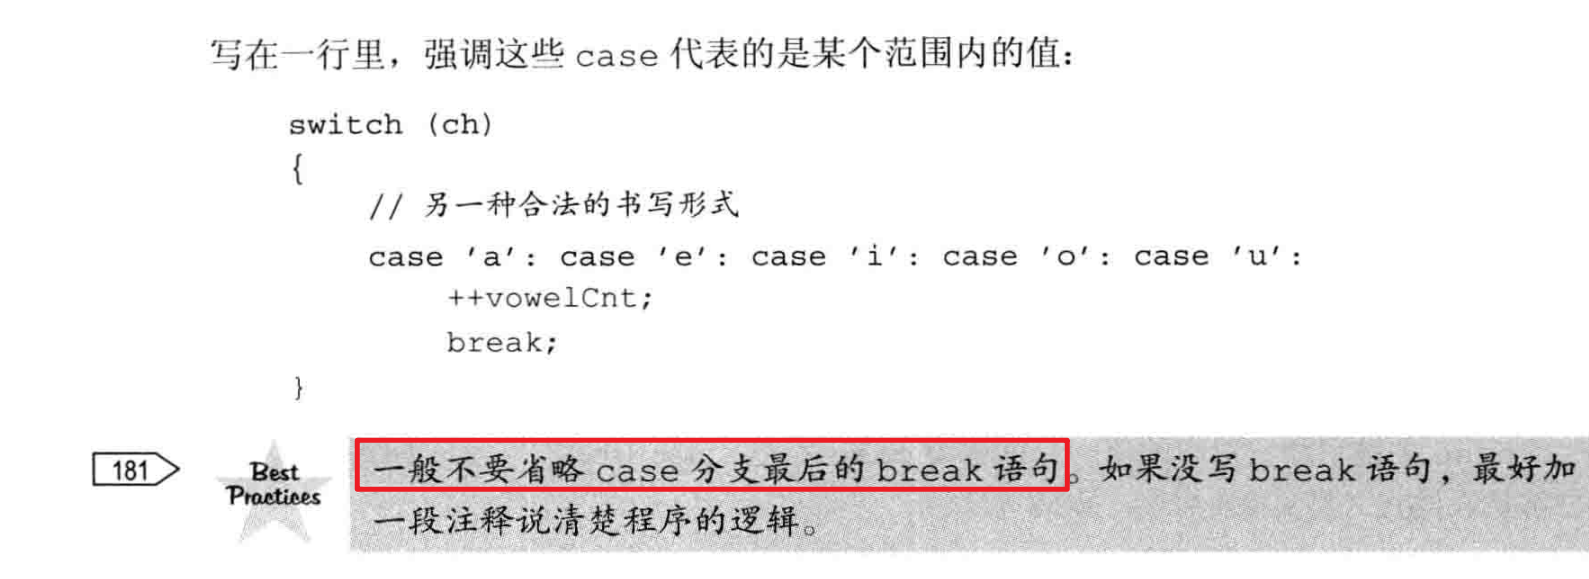 写在一行里，强调这些 case 代表的是某个范围内的值：
switch (ch)
{
// 另一种合法的书写形式
case 'a': case 'e': case 'i': case 'o': case 'u':
++vowelCnt;
break;
}
181
Best
Practices
一般不要省略 case 分支最后的 break 语句。如果没写 break 语句，最好加
一段注释说清楚程序的逻辑。